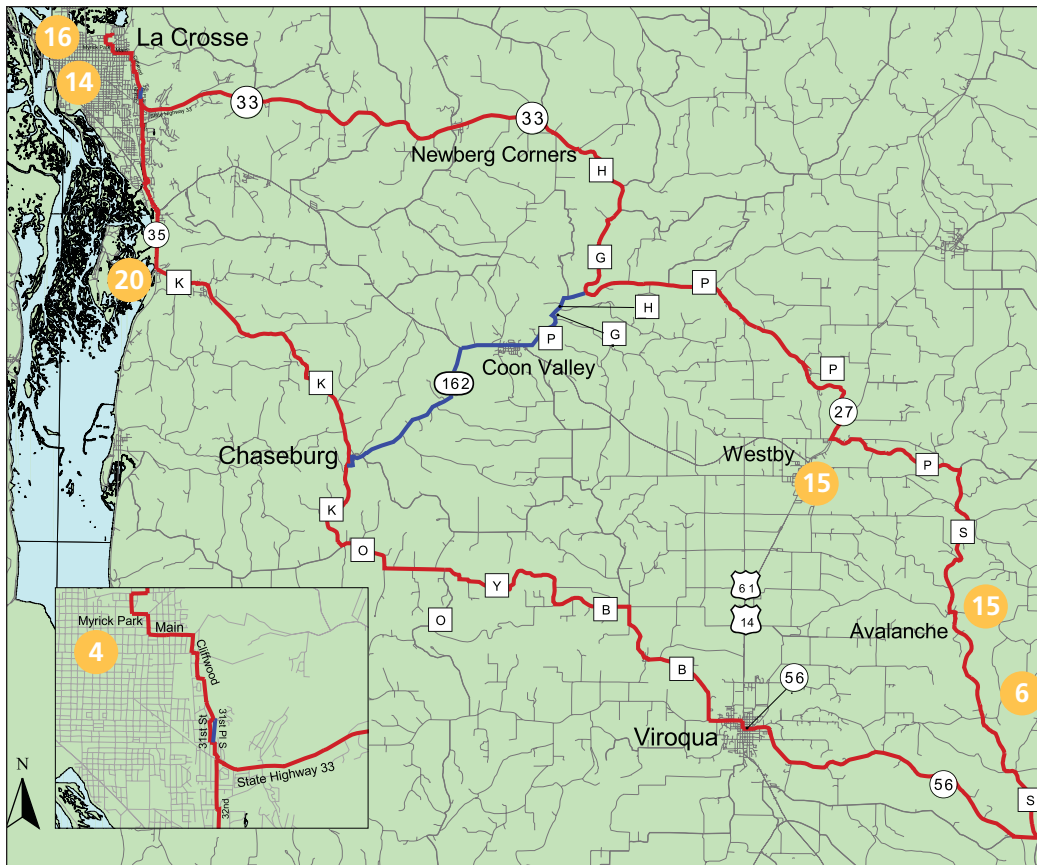 16
La Crosse
14
33
33
Newberg Corners
H
35
G
20
K
P
H
P
G
Coon Valley
162
K
P
27
Chaseburg
Westby
P
15
K
S
O
61
Y
B
O
14
15
Avalanche
Myrick Park
Main
4
Cliffwood
31st St
31st Pl S
State Highway 33
32nd
B
56
6
Viroqua
56
S
N